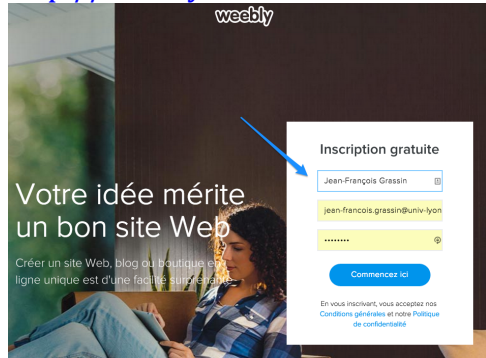 weebly
Votre idée mérite
un bon site Web
Créer un site Web, blog ou boutique en
ligne unique est d'une facilité surprenante.
Inscription gratuite
Jean-François Grassin
jean-francois.grassin@univ-lyon
••••••••
Commencez ici
En vous inscrivant, vous acceptez nos
Conditions générales et notre Politique
de confidentialité